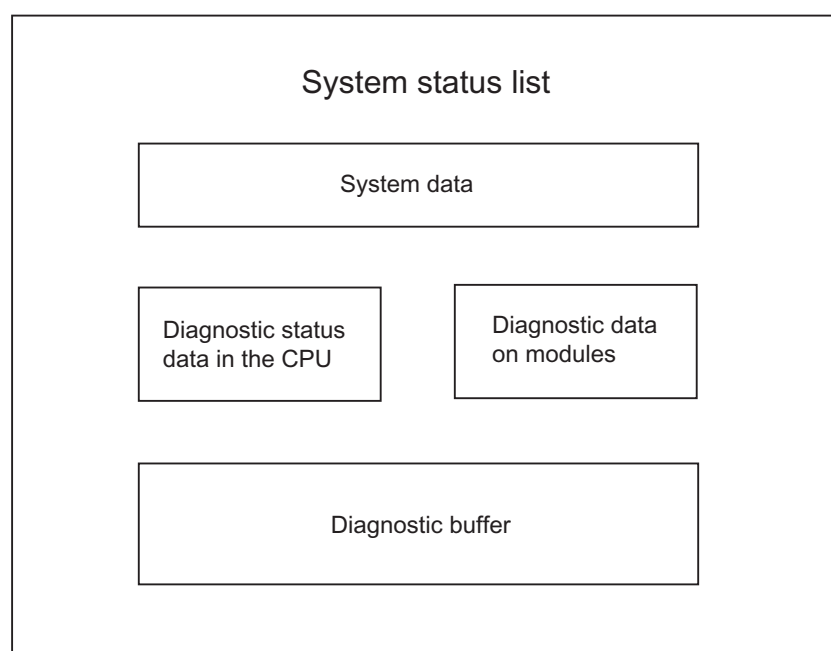 System status list
System data
Diagnostic status
data in the CPU
Diagnostic data
on modules
Diagnostic buffer